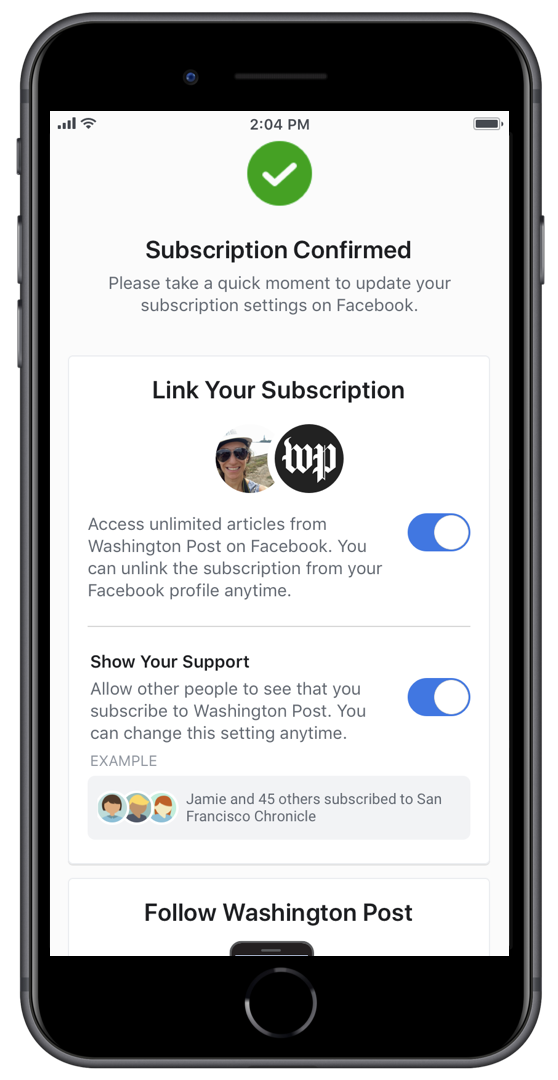 2:04 PM
Subscription Confirmed
Please take a quick moment to update your
subscription settings on Facebook.
Link Your Subscription
wp
Access unlimited articles from
Washington Post on Facebook. You
can unlink the subscription from your
Facebook profile anytime.
Show Your Support
Allow other people to see that you
subscribe to Washington Post. You
can change this setting anytime.
EXAMPLE
Jamie and 45 others subscribed to San
Francisco Chronicle
Follow Washington Post